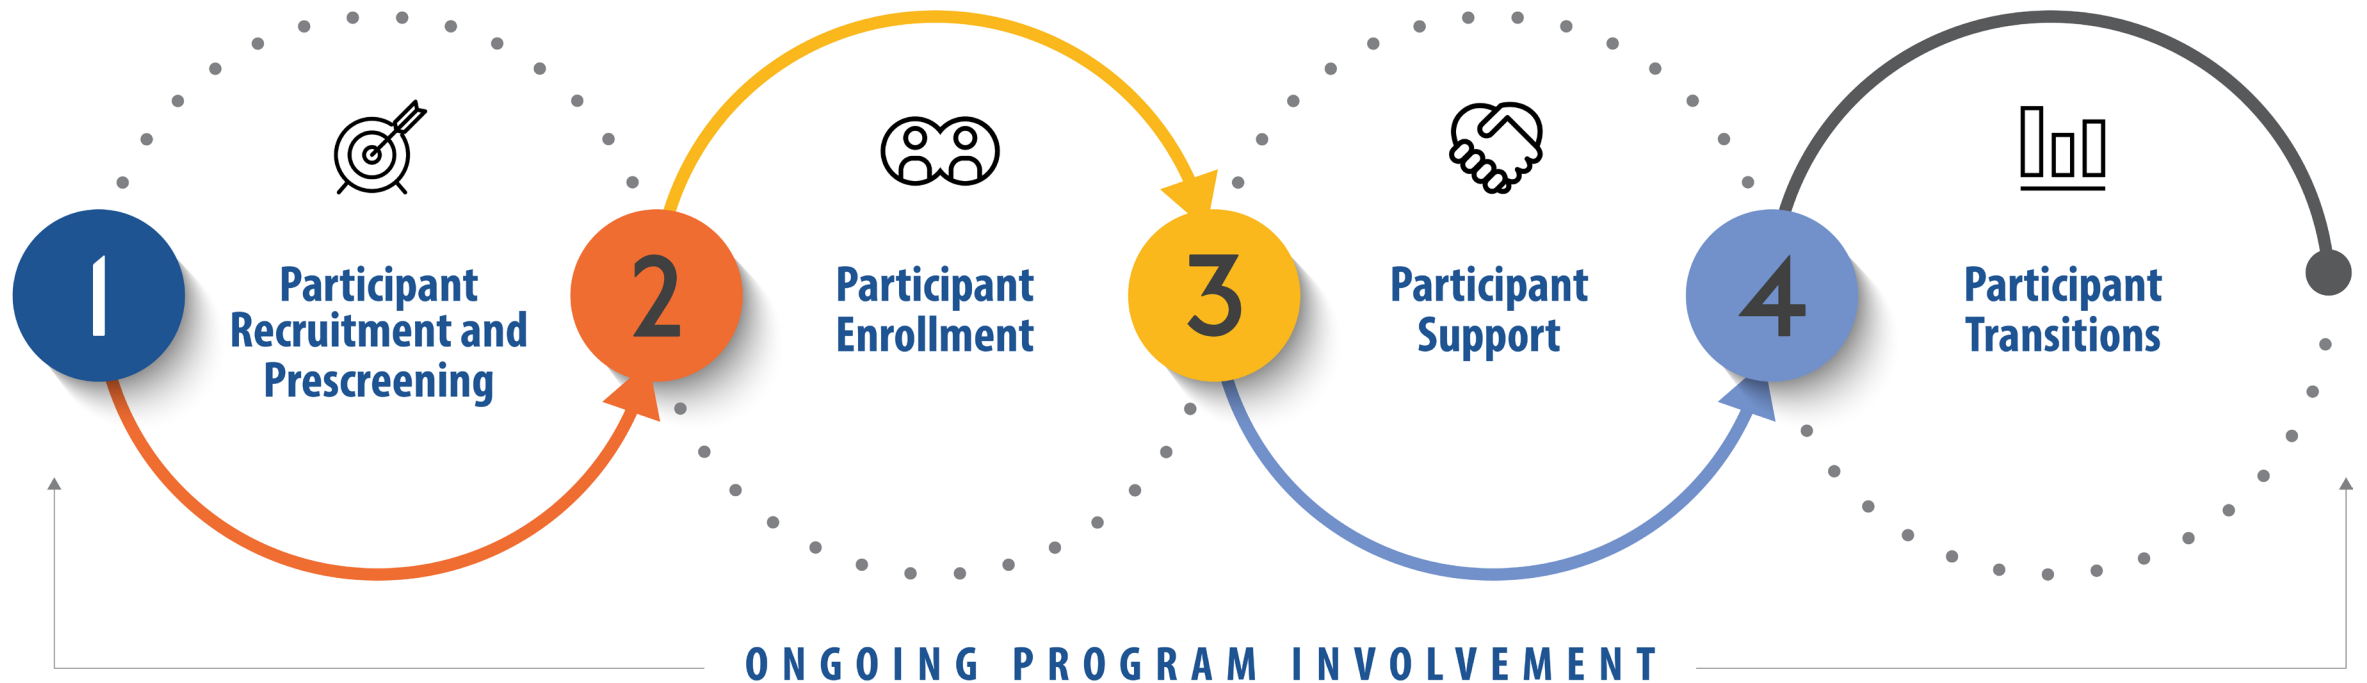 1
Participant
Recruitment and
Prescreening
2
Participant
Enrollment
3
Participant
Support
4
Participant
Transitions
ONGOING PROGRAM INVOLVEMENT